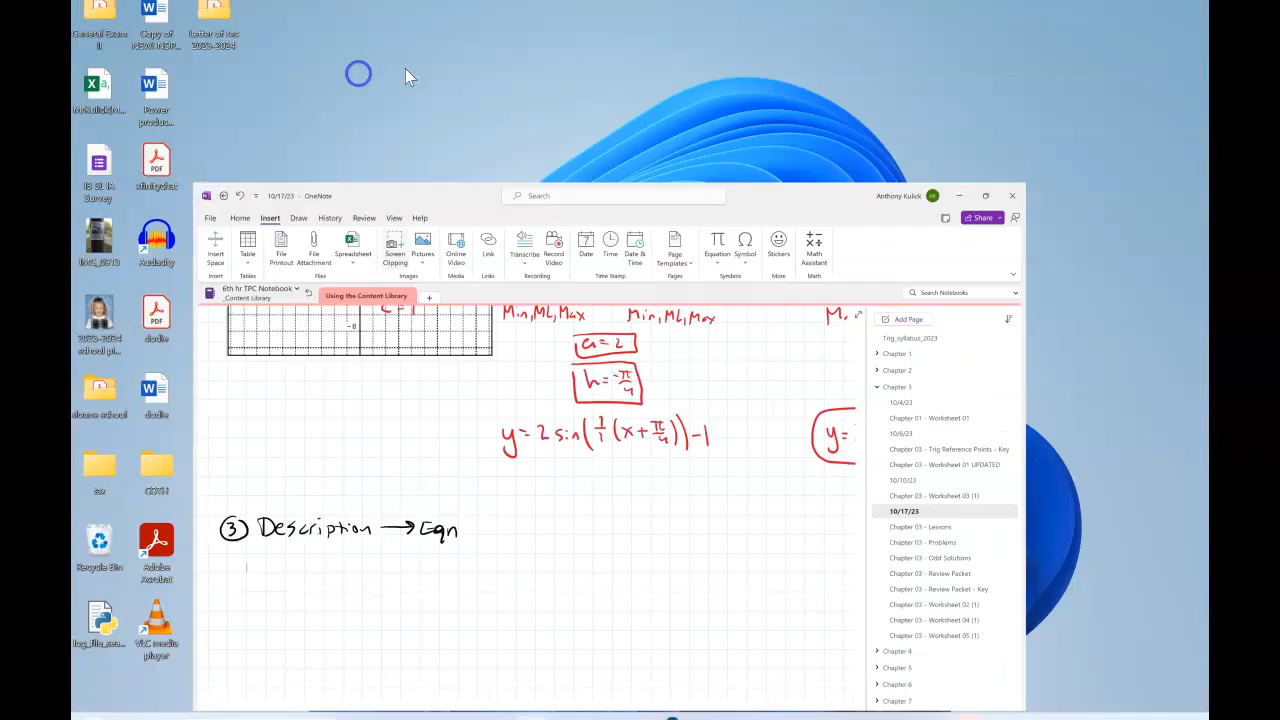 General Exam
II
Copy of
NEWI INDP...
Letter of rec
2023-2024
Power
produc...
IB SL IA
Survey
xfinitychat
IMG_0013
Audacity
2023-2024
school pi...
dodie
sloane school
dodie
tax
COTH
Recycle Bin
Adobe
Acrobat
log_file_sea...
VLC media
player
10/17/23 - OneNote
Search
Anthony Kulick
AK
File
Home
Insert
Draw
History
Review
View
Help
Share
Insert
Space
Table
File
Printout
File
Attachment
Spreadsheet
Screen
Clipping
Pictures
Online
Video
Link
Transcribe
Record
Video
Date
Time
Date &
Time
Page
Templates
Equation
Symbol
Stickers
Math
Assistant
Insert
Tables
Files
Images
Media
Links
Recording
Time Stamp
Pages
Symbols
More
Math
6th hr TPC Notebook
_Content Library
Using the Content Library
+
Search Notebooks
-8
Min, ML, Max
Min, ML, Max
M.
a = 2
h = -π/4
y = 2 sin(1/1 (x + π/4)) - 1
y =
③ Description → Eqn
Add Page
Trig_syllabus_2023
Chapter 1
Chapter 2
Chapter 3
10/4/23
Chapter 01 - Worksheet 01
10/6/23
Chapter 03 - Trig Reference Points - Key
Chapter 03 - Worksheet 01 UPDATED
10/10/23
Chapter 03 - Worksheet 03 (1)
10/17/23
Chapter 03 - Lessons
Chapter 03 - Problems
Chapter 03 - Odd Solutions
Chapter 03 - Review Packet
Chapter 03 - Review Packet - Key
Chapter 03 - Worksheet 02 (1)
Chapter 03 - Worksheet 04 (1)
Chapter 03 - Worksheet 05 (1)
Chapter 4
Chapter 5
Chapter 6
Chapter 7